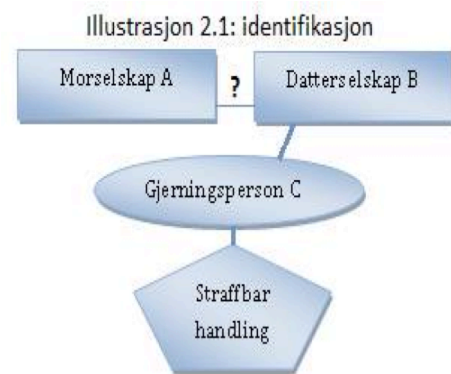 Illustrasjon 2.1: identifikasjon
Morselskap A
?
Datterselskap B
Gjerningsperson C
Straffbar
handling